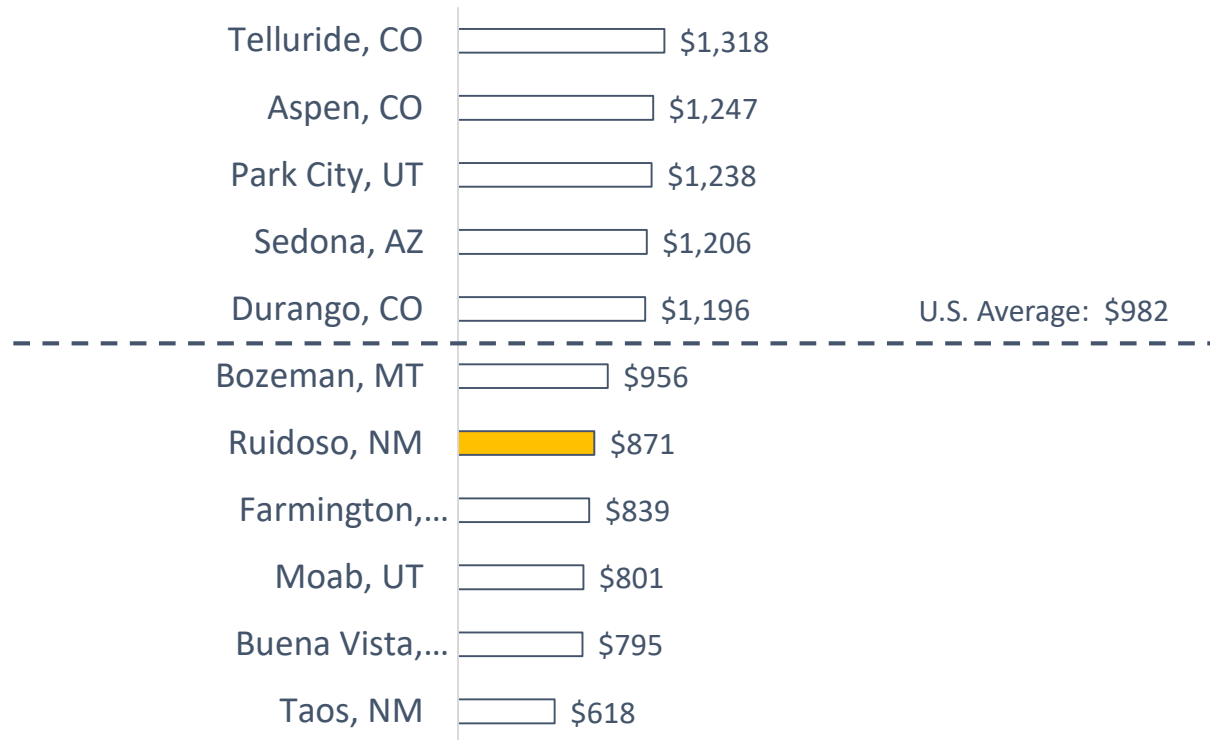 Telluride, CO $1,318
Aspen, CO $1,247
Park City, UT $1,238
Sedona, AZ $1,206
Durango, CO $1,196 U.S. Average: $982
Bozeman, MT $956
Ruidoso, NM $871
Farmington,... $839
Moab, UT $801
Buena Vista,... $795
Taos, NM $618